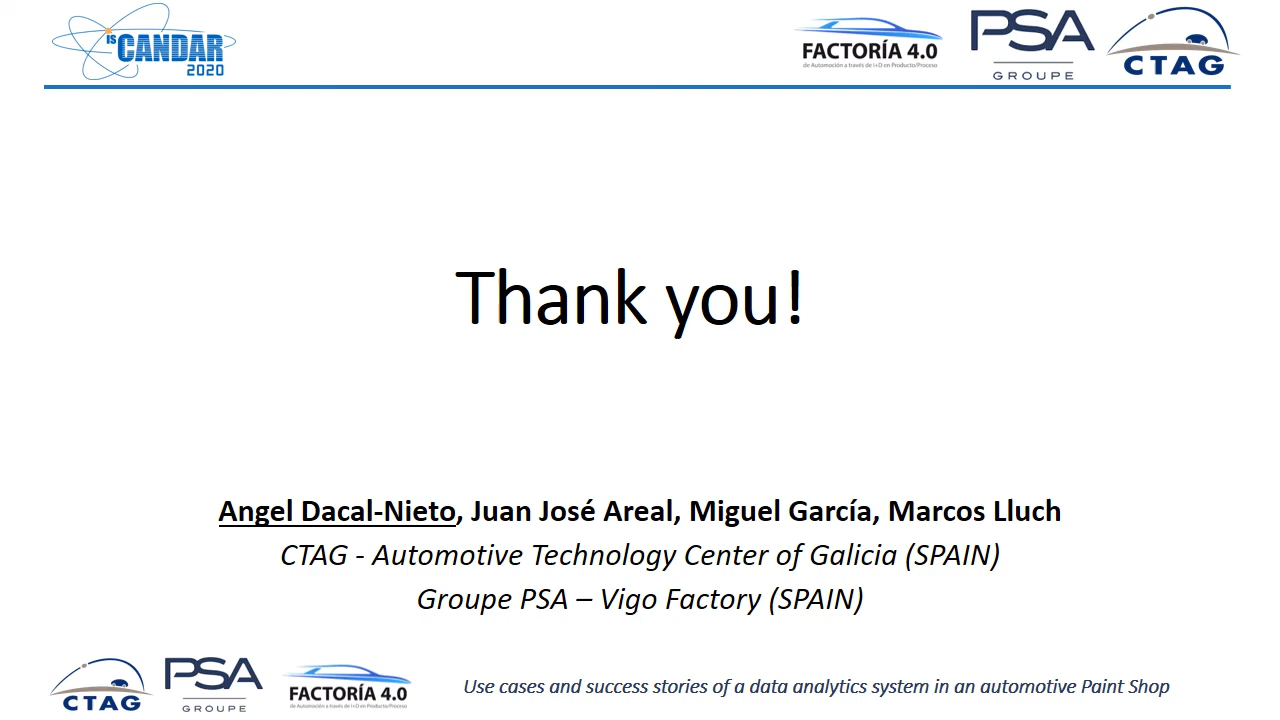 IS CANDAR
2020
FACTORÍA 4.0
de Automoción a través de I+D en Producto/Proceso
PSA
GROUPE
CTAG
Thank you!
Angel Dacal-Nieto, Juan José Areal, Miguel García, Marcos Lluch
CTAG - Automotive Technology Center of Galicia (SPAIN)
Groupe PSA – Vigo Factory (SPAIN)
CTAG
PSA
GROUPE
FACTORÍA 4.0
de Automoción a través de I+D en Producto/Proceso
Use cases and success stories of a data analytics system in an automotive Paint Shop